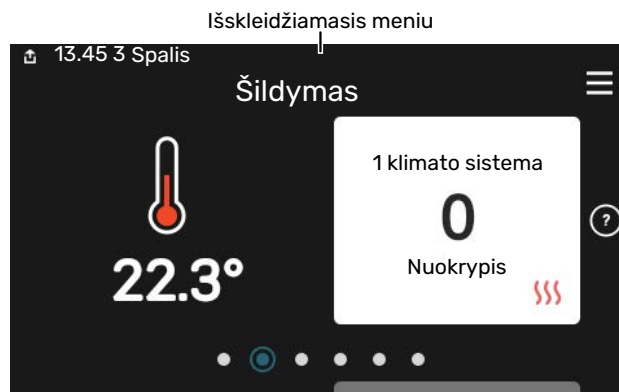 Išskleidžiamasis meniu
13.45 3 Spalis
Šildymas
1 klimato sistema
0
22.3°
Nuokrypis
?